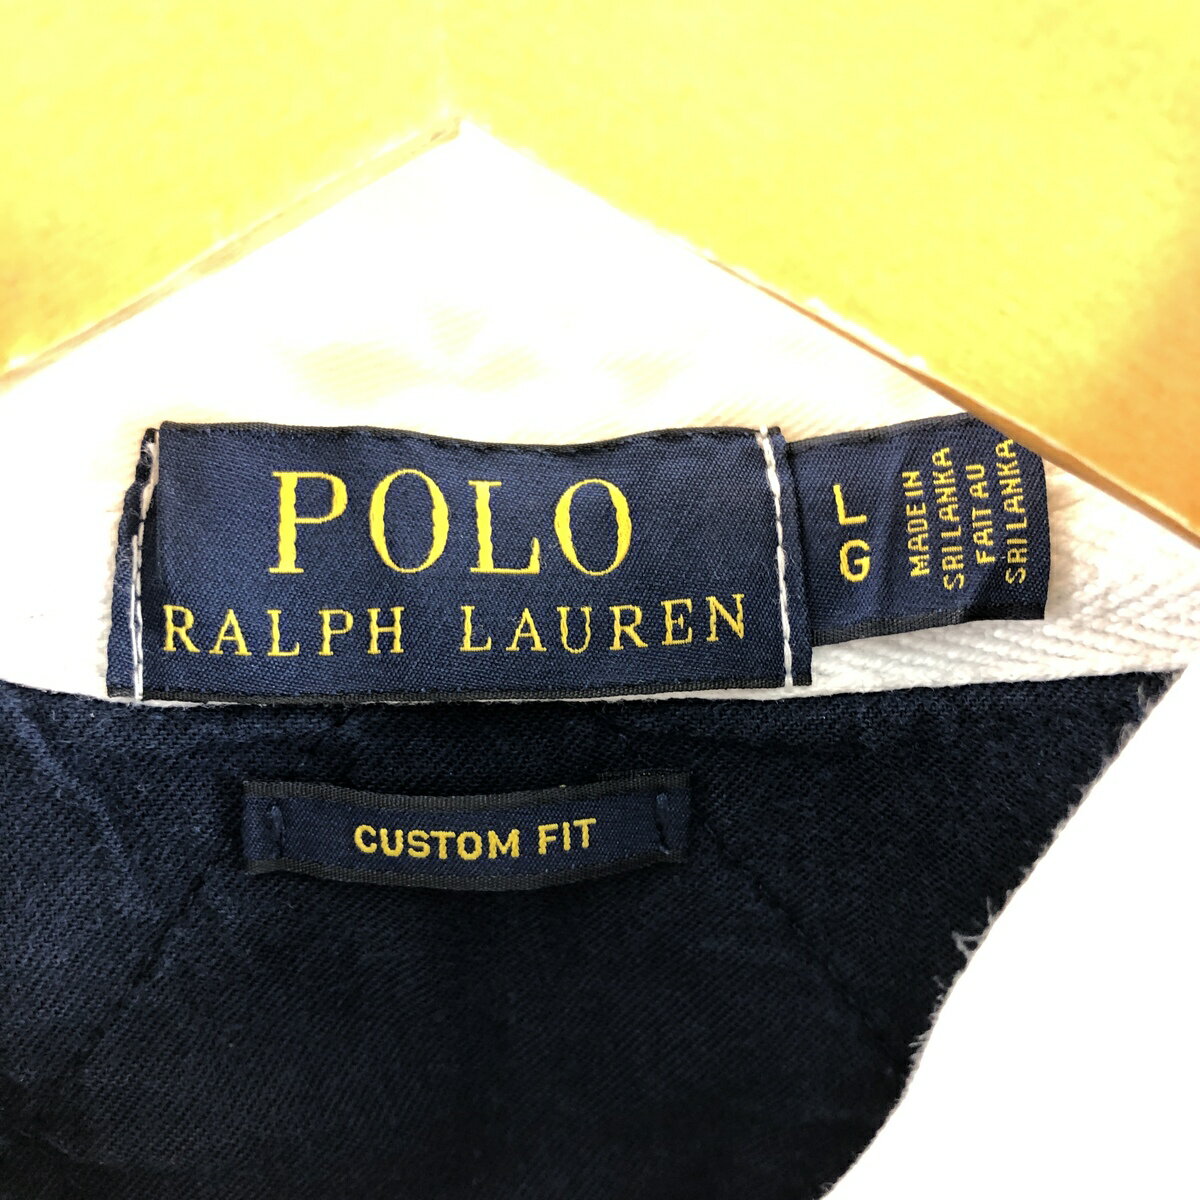 POLO
RALPH LAUREN
L
G
MADE IN
SRI LANKA
FAIT AU
SRI LANKA
CUSTOM FIT